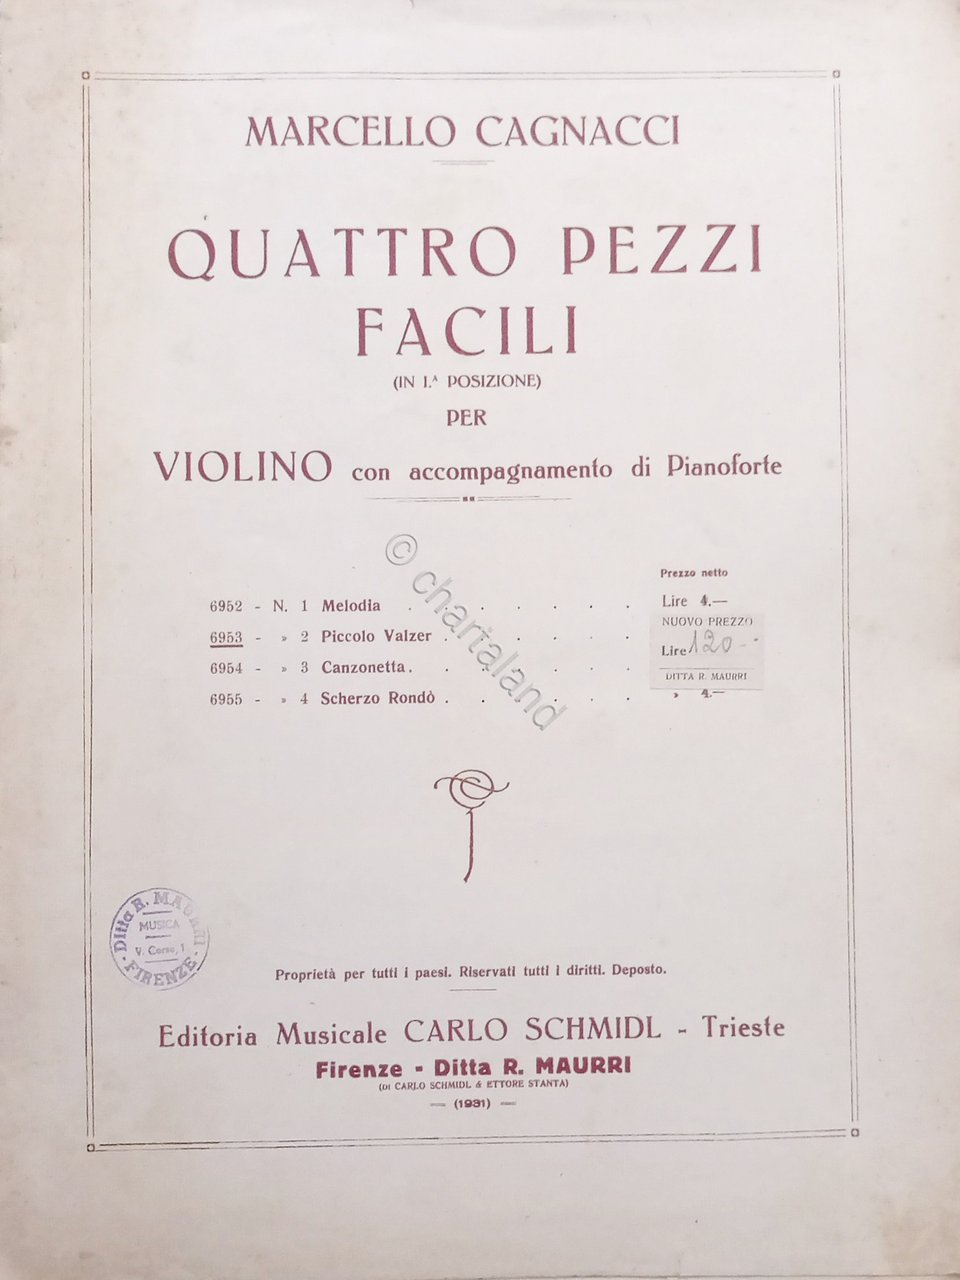 MARCELLO CAGNACCI
QUATTRO PEZZI
FACILI
(IN I.ᴬ POSIZIONE)
PER
VIOLINO con accompagnamento di Pianoforte
Prezzo netto
6952 - N. 1 Melodia . . . . . . . Lire 4.—
6953 - » 2 Piccolo Valzer . . . . . .
6954 - » 3 Canzonetta . . . . . . .
6955 - » 4 Scherzo Rondò . . . . . . » 4.—
NUOVO PREZZO
Lire 120-
DITTA R. MAURRI
© chartaland
Ditta R. MAURRI
MUSICA
V. Corso, 1
- FIRENZE -
Proprietà per tutti i paesi. Riservati tutti i diritti. Deposto.
Editoria Musicale CARLO SCHMIDL - Trieste
Firenze - Ditta R. MAURRI
(DI CARLO SCHMIDL & ETTORE STANTA)
— (1931) —